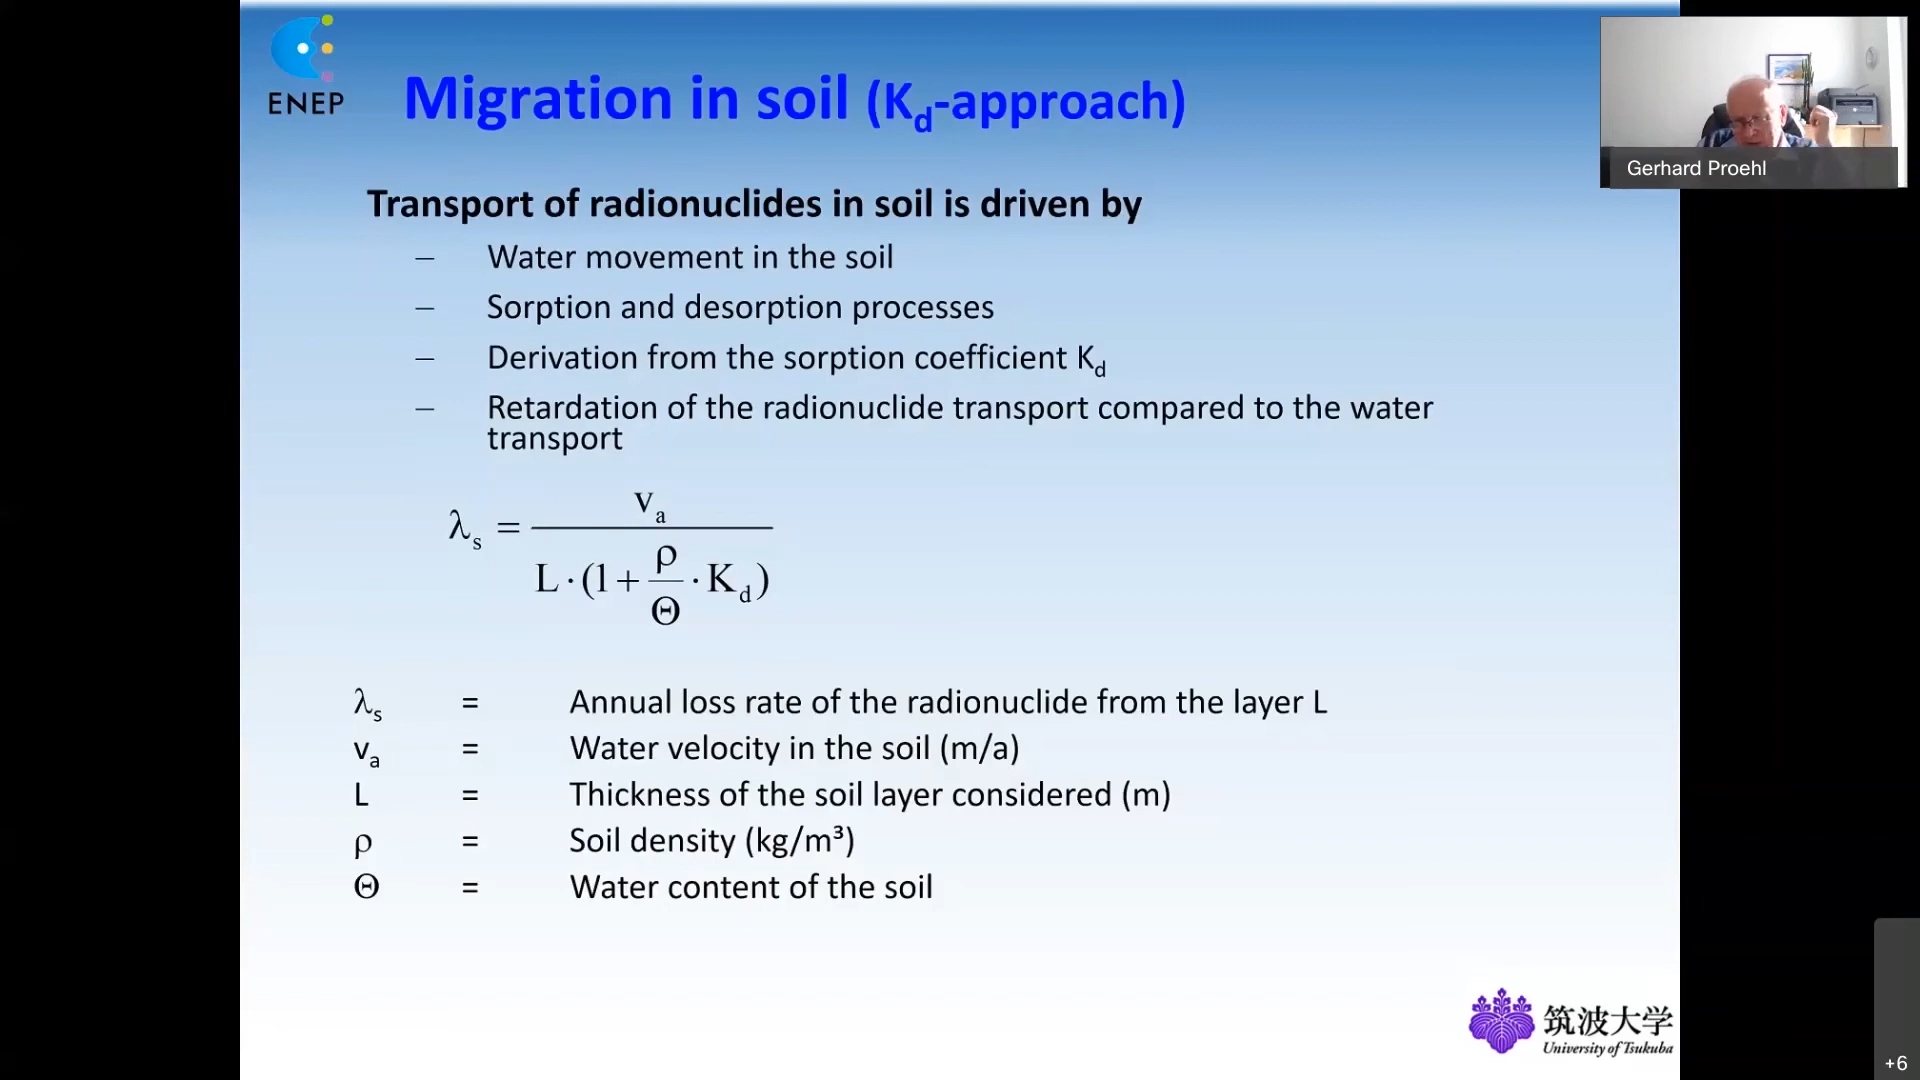 ENEP
Migration in soil (Kd-approach)
Gerhard Proehl
Transport of radionuclides in soil is driven by
– Water movement in the soil
– Sorption and desorption processes
– Derivation from the sorption coefficient Kd
– Retardation of the radionuclide transport compared to the water
transport
λs = va / L · (1 + ρ/Θ · Kd)
λs = Annual loss rate of the radionuclide from the layer L
va = Water velocity in the soil (m/a)
L = Thickness of the soil layer considered (m)
ρ = Soil density (kg/m³)
Θ = Water content of the soil
筑波大学
University of Tsukuba
+6